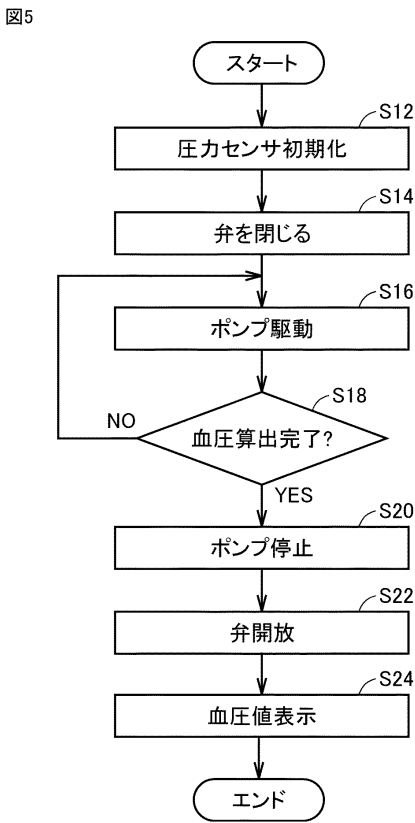 図5
スタート
S12
圧力センサ初期化
S14
弁を閉じる
S16
ポンプ駆動
S18
血圧算出完了?
NO
YES
S20
ポンプ停止
S22
弁開放
S24
血圧値表示
エンド